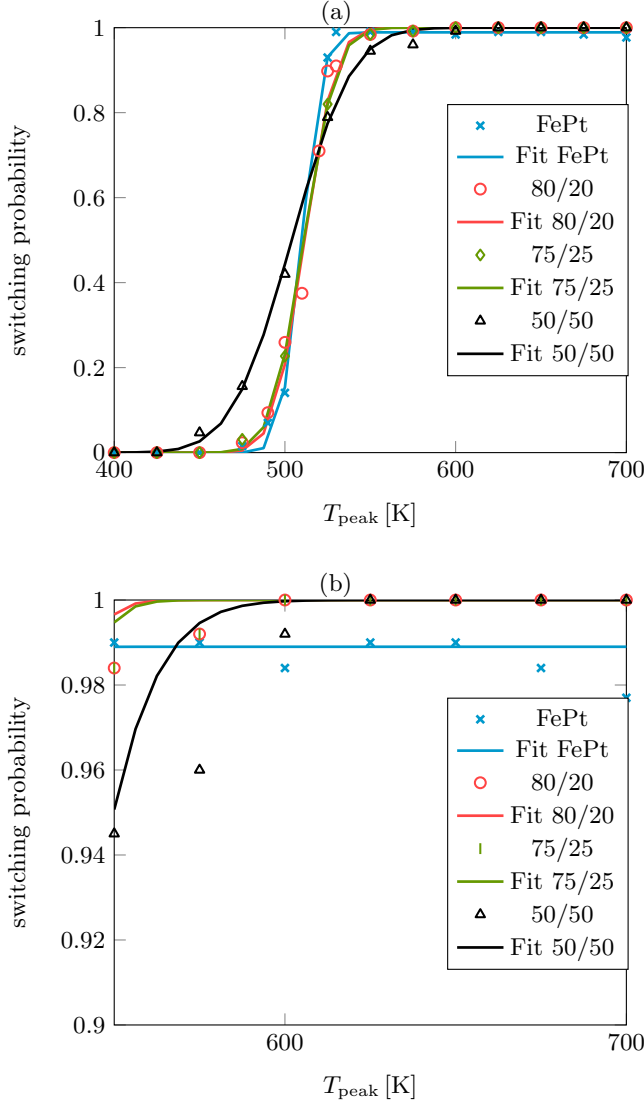 (a)
1
0.8
0.6
0.4
0.2
0
400
500
600
700
switching probability
T_peak [K]
FePt
Fit FePt
80/20
Fit 80/20
75/25
Fit 75/25
50/50
Fit 50/50
(b)
1
0.98
0.96
0.94
0.92
0.9
600
700
switching probability
T_peak [K]
FePt
Fit FePt
80/20
Fit 80/20
75/25
Fit 75/25
50/50
Fit 50/50